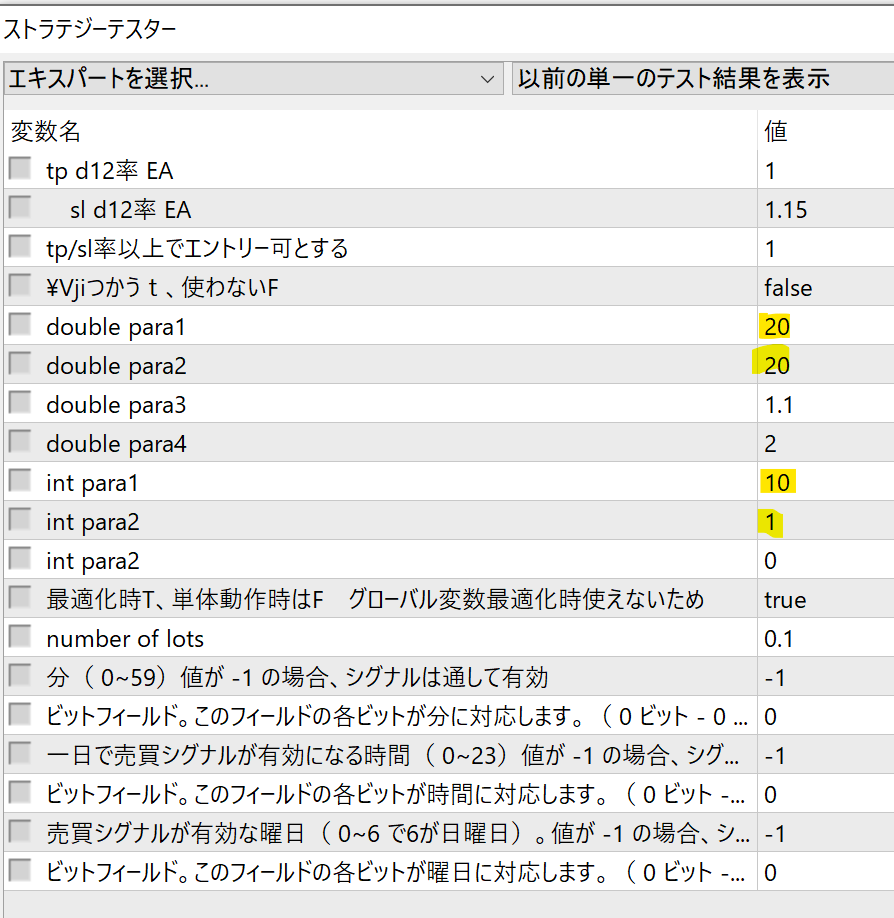 ストラテジーテスター
エキスパートを選択... 以前の単一のテスト結果を表示
変数名 値
tp d12率 EA 1
sl d12率 EA 1.15
tp/sl率以上でエントリー可とする 1
¥Vjiつかうｔ、使わないF false
double para1 20
double para2 20
double para3 1.1
double para4 2
int para1 10
int para2 1
int para2 0
最適化時T、単体動作時はF　グローバル変数最適化時使えないため true
number of lots 0.1
分（ 0~59）値が -1 の場合、シグナルは通して有効 -1
ビットフィールド。このフィールドの各ビットが分に対応します。（ 0 ビット - 0 ... 0
一日で売買シグナルが有効になる時間（ 0~23）値が -1 の場合、シグ... -1
ビットフィールド。このフィールドの各ビットが時間に対応します。（ 0 ビット -... 0
売買シグナルが有効な曜日（ 0~6 で6が日曜日）。値が -1 の場合、シ... -1
ビットフィールド。このフィールドの各ビットが曜日に対応します。（ 0 ビット -... 0